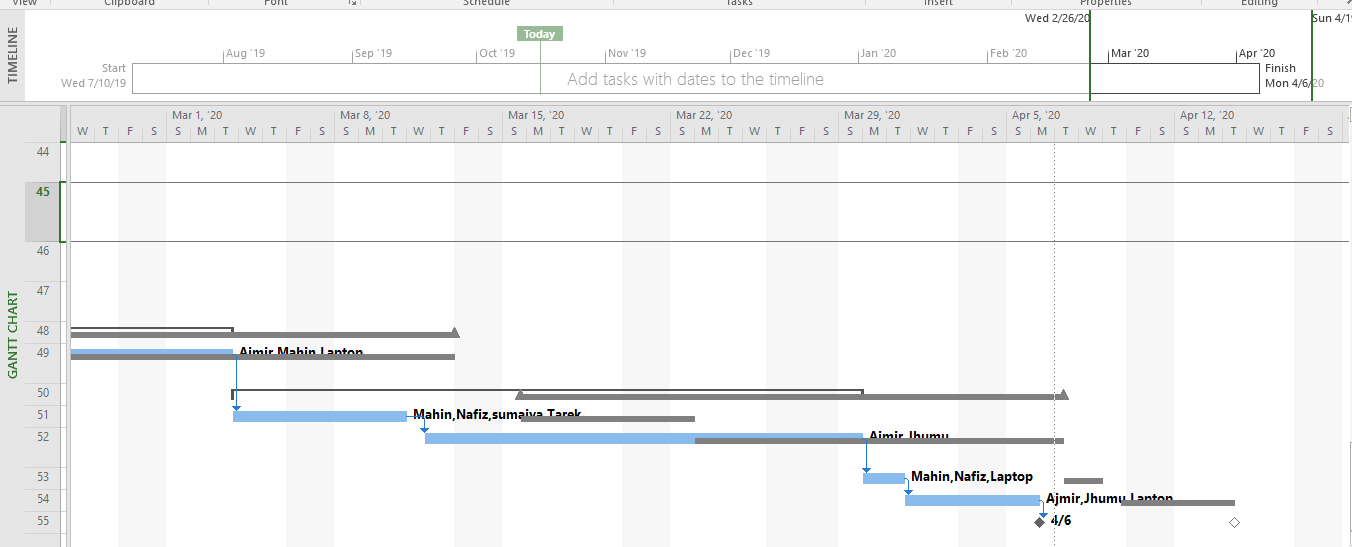 View Clipboard Font Schedule Tasks Insert Properties Editing
Wed 2/26/20 Sun 4/19
Today
TIMELINE
Aug '19 Sep '19 Oct '19 Nov '19 Dec '19 Jan '20 Feb '20 Mar '20 Apr '20
Start
Wed 7/10/19
Add tasks with dates to the timeline
Finish
Mon 4/6/20
Mar 1, '20 Mar 8, '20 Mar 15, '20 Mar 22, '20 Mar 29, '20 Apr 5, '20 Apr 12, '20
W T F S S M T W T F S S M T W T F S S M T W T F S S M T W T F S S M T W T F S S M T W T F S S M T W T F S
44
45
46
47
GANTT CHART
48
49 Ajmir,Mahin,Laptop
50
51 Mahin,Nafiz,sumaiya,Tarek
52 Ajmir,Jhumu
53 Mahin,Nafiz,Laptop
54 Ajmir,Jhumu,Laptop
55 4/6